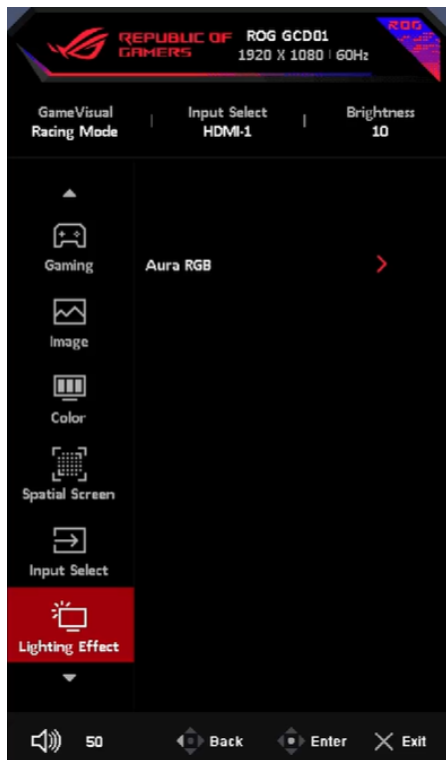 REPUBLIC OF
GAMERS
ROG GCD01
1920 X 1080 | 60Hz
ROG
GameVisual
Racing Mode
Input Select
HDMI-1
Brightness
10
Gaming
Aura RGB
Image
Color
Spatial Screen
Input Select
Lighting Effect
50
Back
Enter
Exit